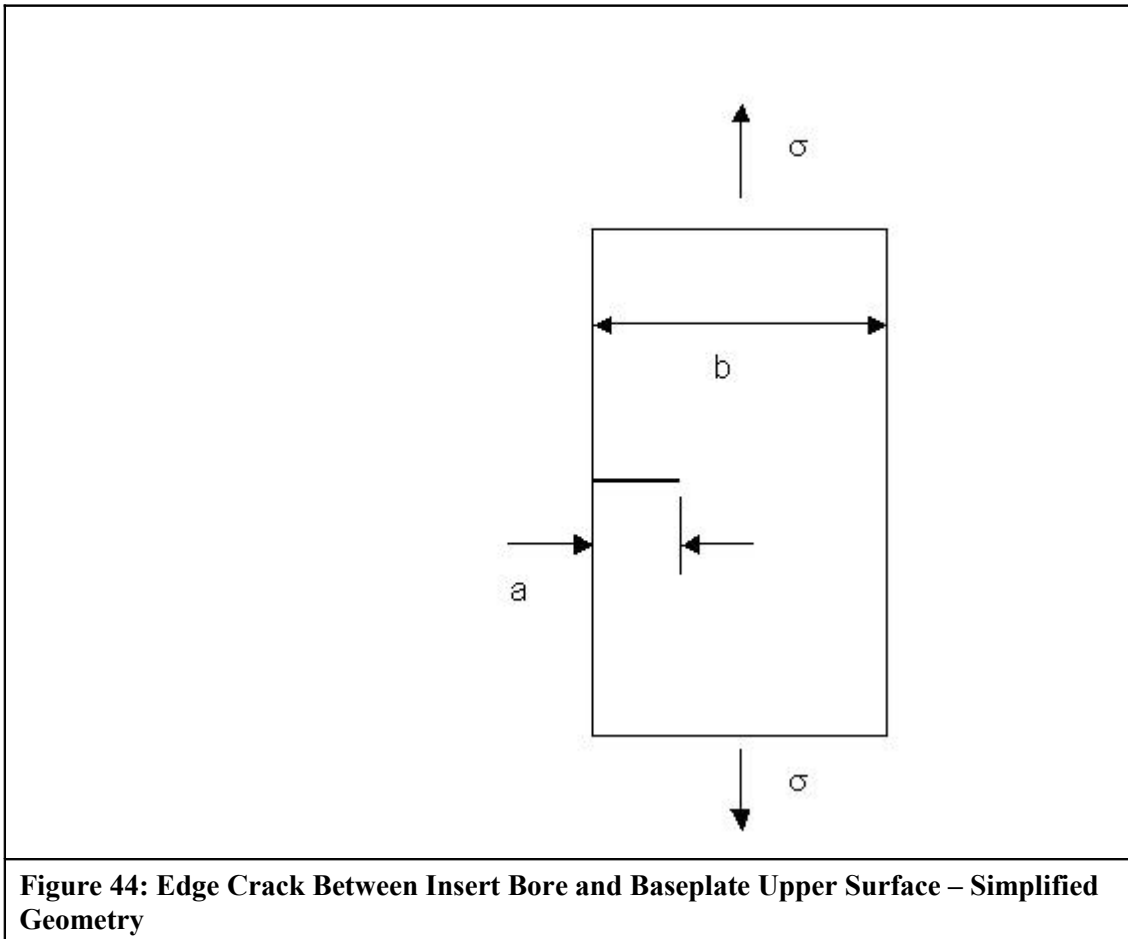 σ
b
a
σ
Figure 44: Edge Crack Between Insert Bore and Baseplate Upper Surface – Simplified
Geometry